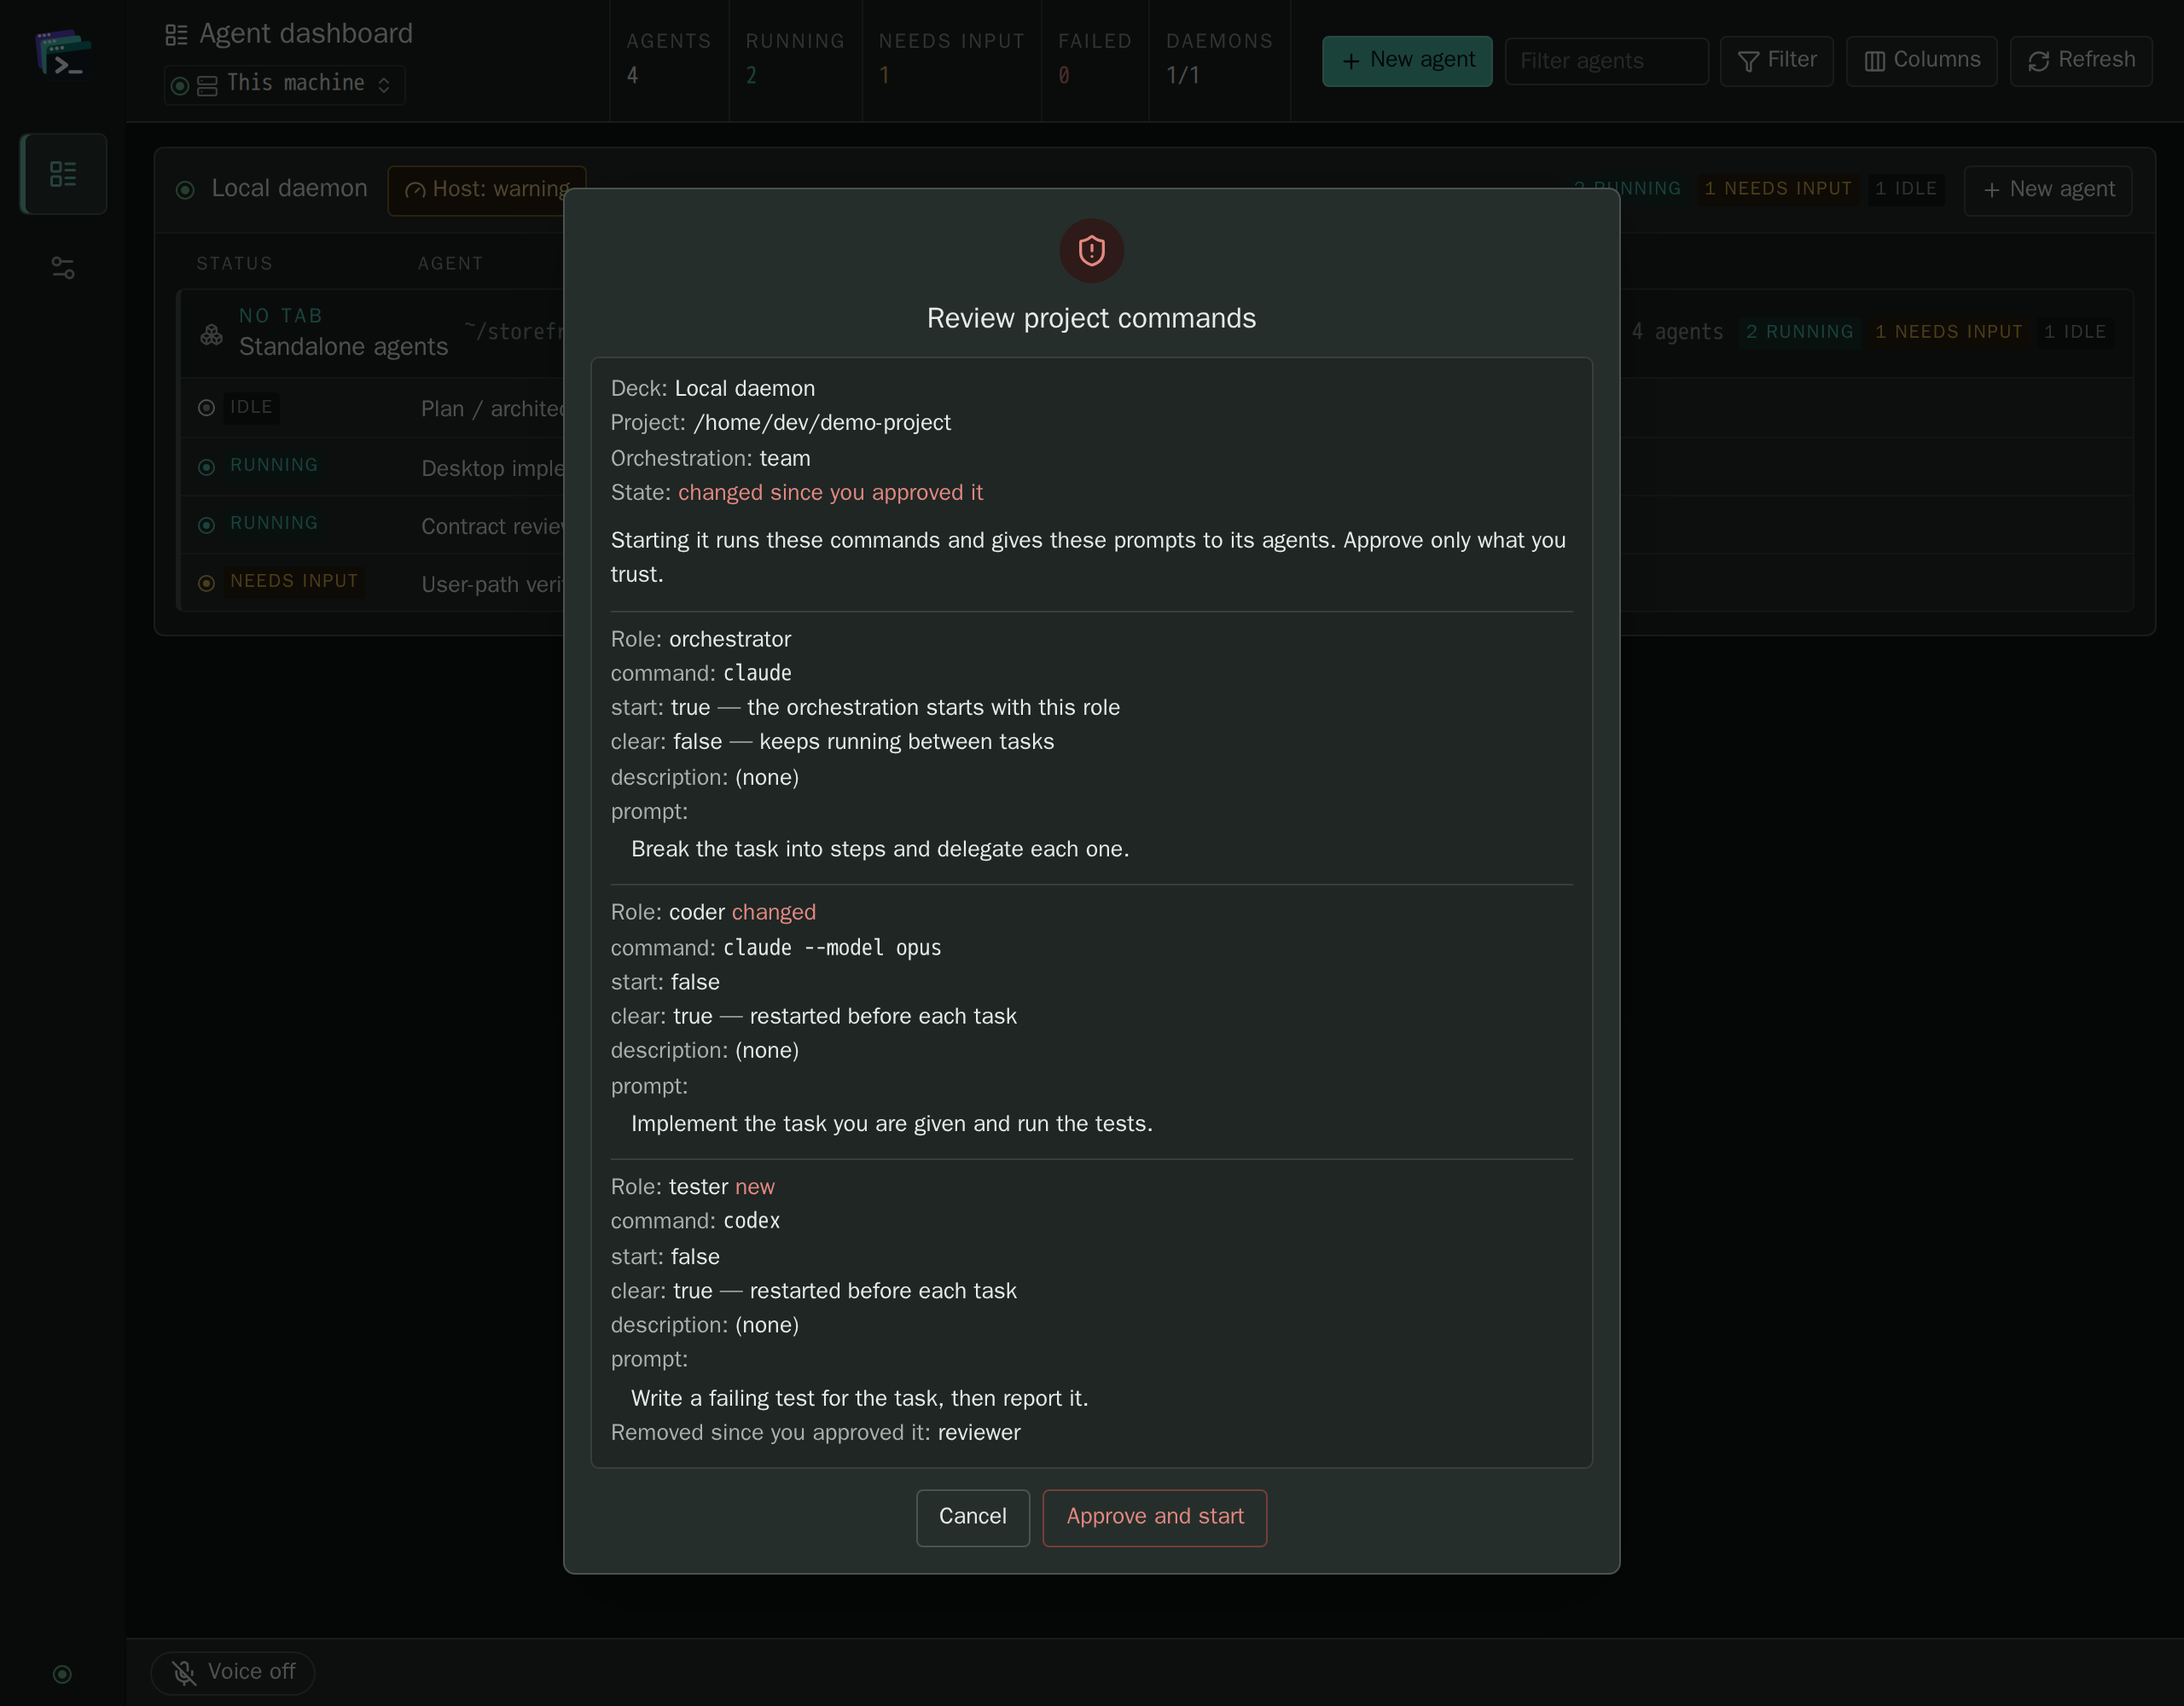 Agent dashboard
This machine
AGENTS
4
RUNNING
2
NEEDS INPUT
1
FAILED
0
DAEMONS
1/1
+ New agent
Filter agents
Filter
Columns
Refresh
Local daemon
Host: warning
RUNNING
1 NEEDS INPUT
1 IDLE
+ New agent
STATUS
AGENT
NO TAB
Standalone agents
4 agents
2 RUNNING
1 NEEDS INPUT
1 IDLE
IDLE
Plan /
RUNNING
Desktop
RUNNING
Contract
NEEDS INPUT
User-path
Review project commands
Deck: Local daemon
Project: /home/dev/demo-project
Orchestration: team
State: changed since you approved it
Starting it runs these commands and gives these prompts to its agents. Approve only what you
trust.
Role: orchestrator
command: claude
start: true — the orchestration starts with this role
clear: false — keeps running between tasks
description: (none)
prompt:
Break the task into steps and delegate each one.
Role: coder changed
command: claude --model opus
start: false
clear: true — restarted before each task
description: (none)
prompt:
Implement the task you are given and run the tests.
Role: tester new
command: codex
start: false
clear: true — restarted before each task
description: (none)
prompt:
Write a failing test for the task, then report it.
Removed since you approved it: reviewer
Cancel
Approve and start
Voice off